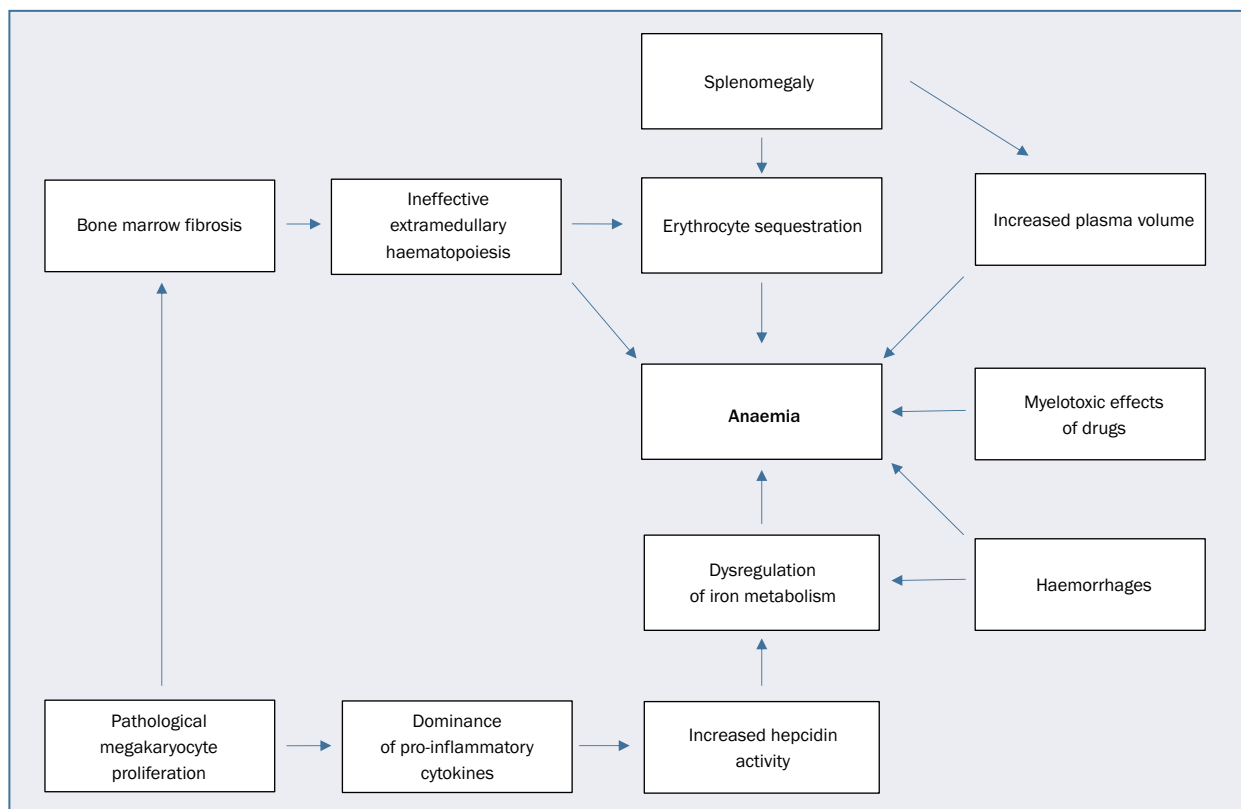 Splenomegaly
Bone marrow fibrosis
Ineffective
extramedullary
haematopoiesis
Erythrocyte sequestration
Increased plasma volume
Anaemia
Myelotoxic effects
of drugs
Dysregulation
of iron metabolism
Haemorrhages
Pathological
megakaryocyte
proliferation
Dominance
of pro-inflammatory
cytokines
Increased hepcidin
activity